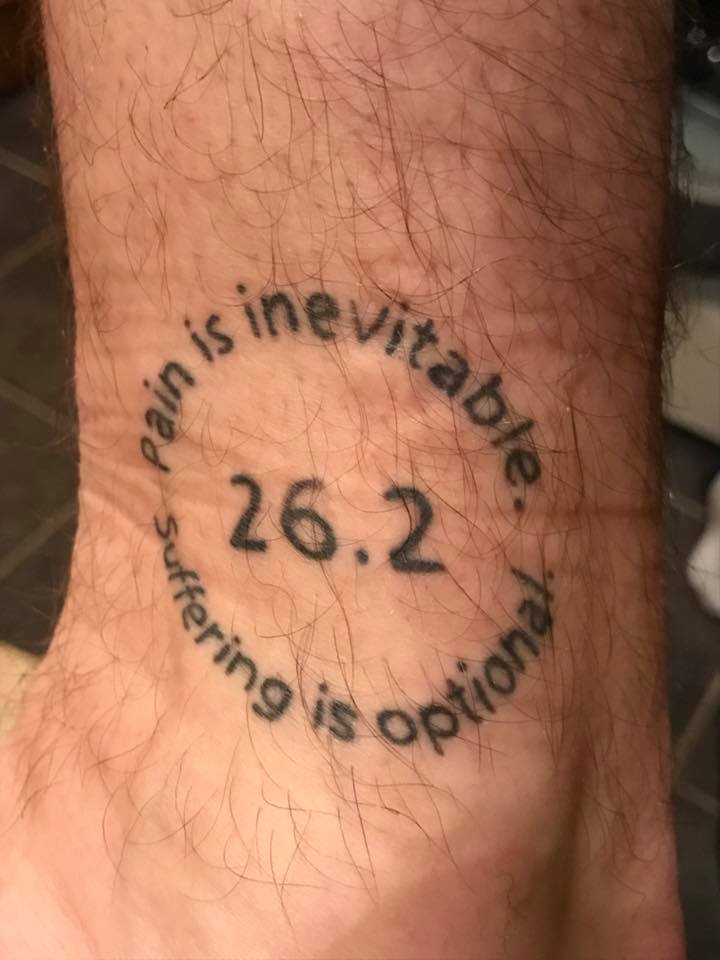 Pain is inevitable.
26.2
Suffering is optional.